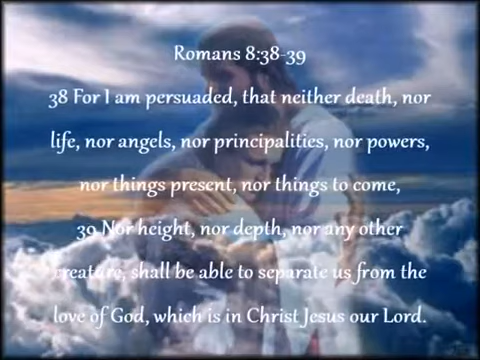 Romans 8:38-39
38 For I am persuaded, that neither death, nor
life, nor angels, nor principalities, nor powers,
nor things present, nor things to come,
39 Nor height, nor depth, nor any other
creature, shall be able to separate us from the
love of God, which is in Christ Jesus our Lord.